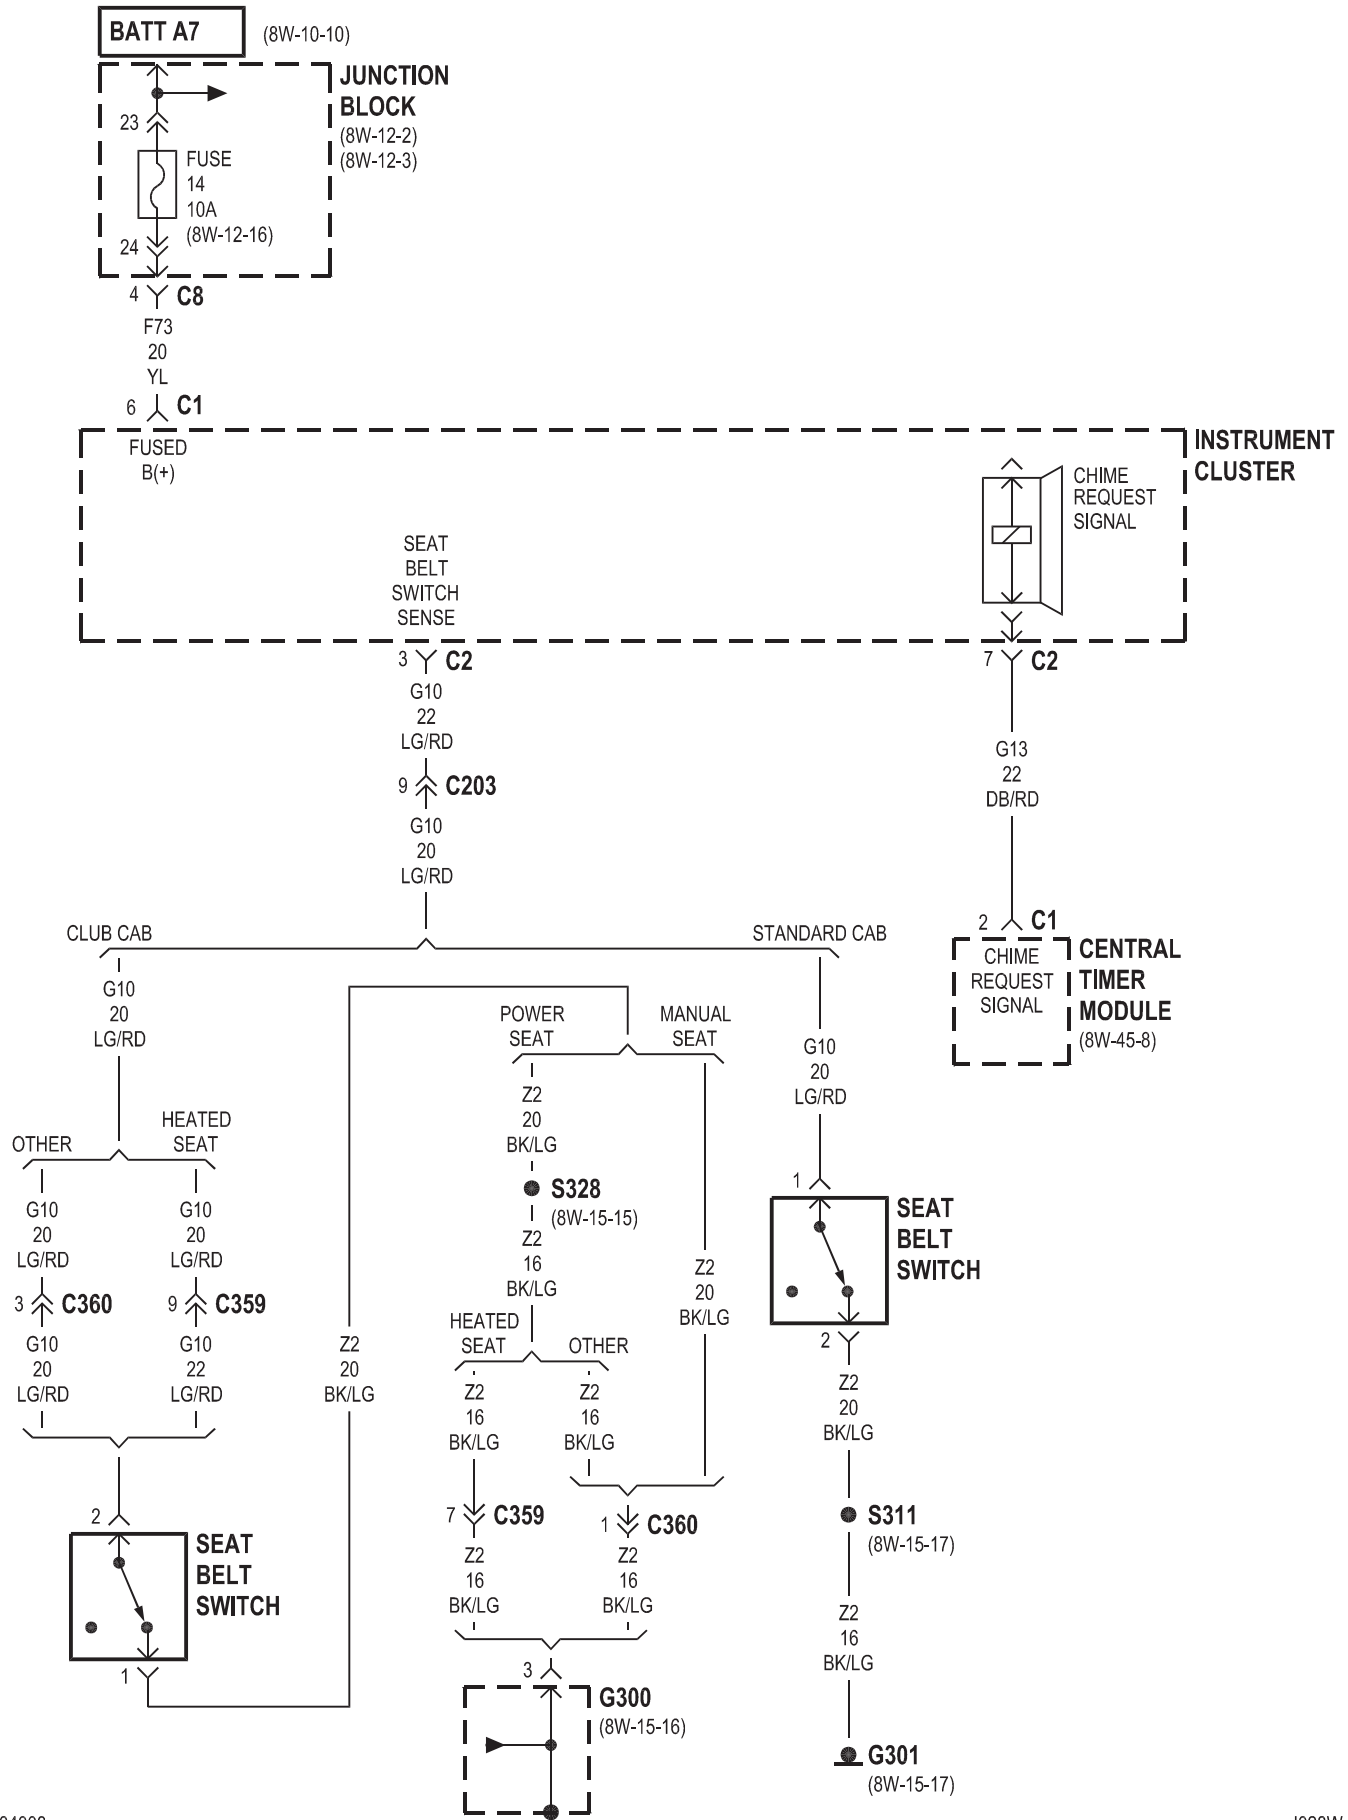 BATT A7
(8W-10-10)
JUNCTION
BLOCK
(8W-12-2)
(8W-12-3)
23
FUSE
14
10A
(8W-12-16)
24
4
C8
F73
20
YL
6
C1
FUSED
B(+)
INSTRUMENT
CLUSTER
CHIME
REQUEST
SIGNAL
SEAT
BELT
SWITCH
SENSE
3
C2
7
C2
G10
22
LG/RD
G13
22
DB/RD
9
C203
G10
20
LG/RD
2
C1
CHIME
REQUEST
SIGNAL
CENTRAL
TIMER
MODULE
(8W-45-8)
CLUB CAB
STANDARD CAB
G10
20
LG/RD
POWER
SEAT
MANUAL
SEAT
G10
20
LG/RD
Z2
20
BK/LG
OTHER
HEATED
SEAT
G10
20
LG/RD
G10
20
LG/RD
S328
(8W-15-15)
Z2
16
BK/LG
Z2
20
BK/LG
1
SEAT
BELT
SWITCH
2
3
C360
9
C359
G10
20
LG/RD
G10
22
LG/RD
Z2
20
BK/LG
HEATED
SEAT
OTHER
Z2
16
BK/LG
Z2
16
BK/LG
Z2
20
BK/LG
7
C359
1
C360
S311
(8W-15-17)
2
SEAT
BELT
SWITCH
1
Z2
16
BK/LG
Z2
16
BK/LG
Z2
16
BK/LG
3
G300
(8W-15-16)
G301
(8W-15-17)